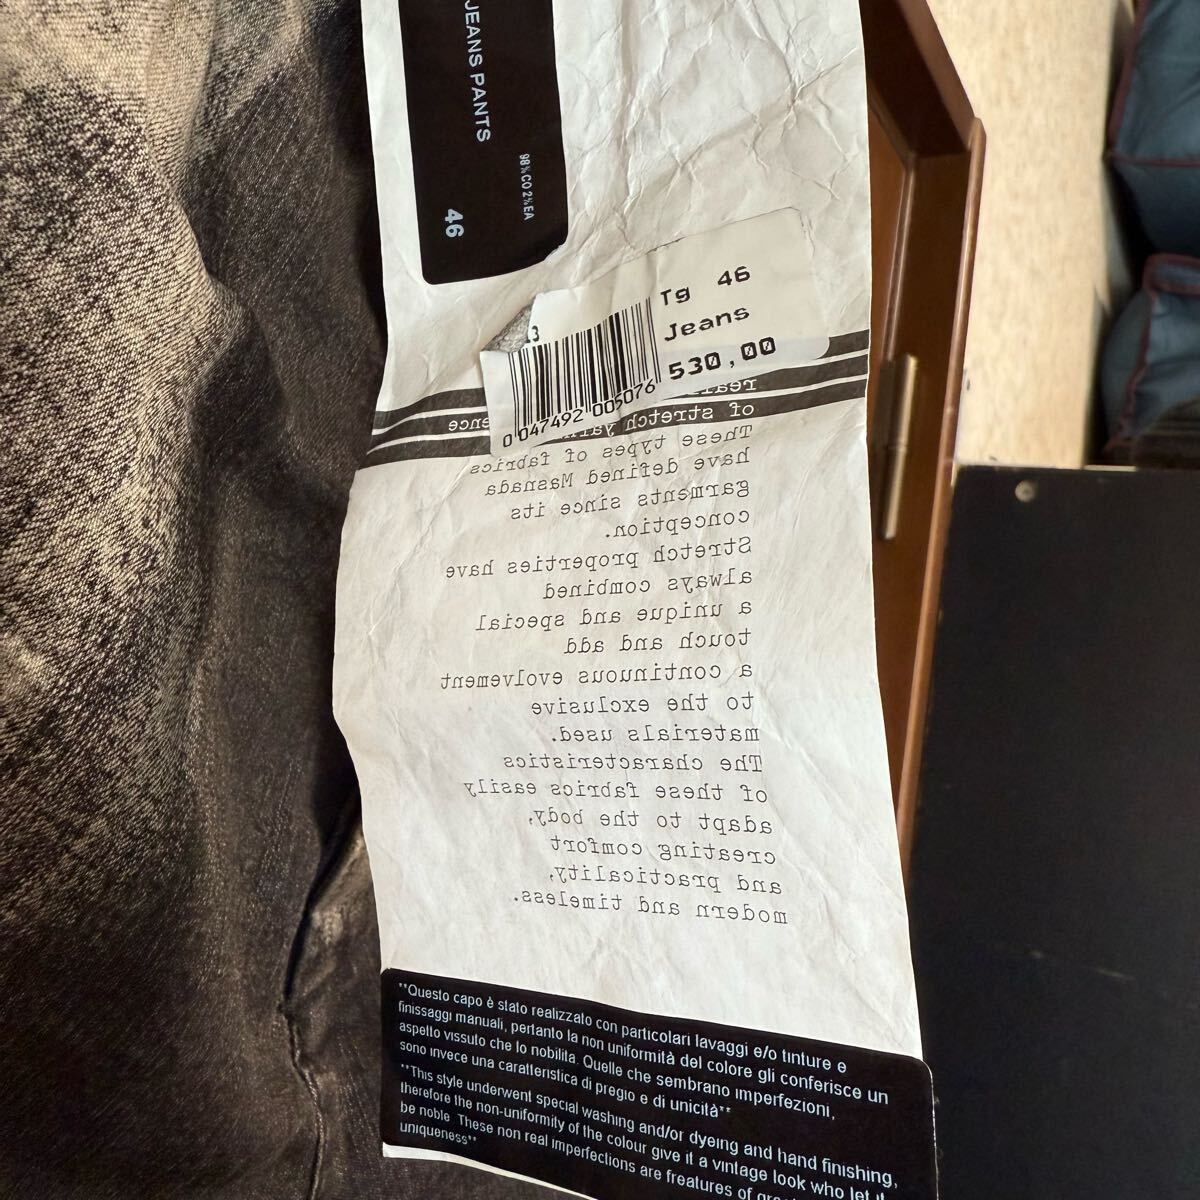 JEANS PANTS
98% CO 2% EA
46
Tg 46
Jeans
530,00
3
0 047492 005076
of stretch
These types of fabrics
have defined Masnada
garments since its
conception.
Stretch properties have
always combined
a unique and special
touch and add
a continuous evolvement
to the exclusive
materials used.
The characteristics
of these fabrics easily
adapt to the body,
creating comfort
and practicality,
modern and timeless.
**Questo capo è stato realizzato con particolari lavaggi e/o tinture e
finissaggi manuali, pertanto la non uniformità del colore gli conferisce un
aspetto vissuto che lo nobilita. Quelle che sembrano imperfezioni,
sono invece una caratteristica di pregio e di unicità**
**This style underwent special washing and/or dyeing and hand finishing,
therefore the non-uniformity of the colour give it a vintage look who let it
be noble. These non real imperfections are freatures of
uniqueness**